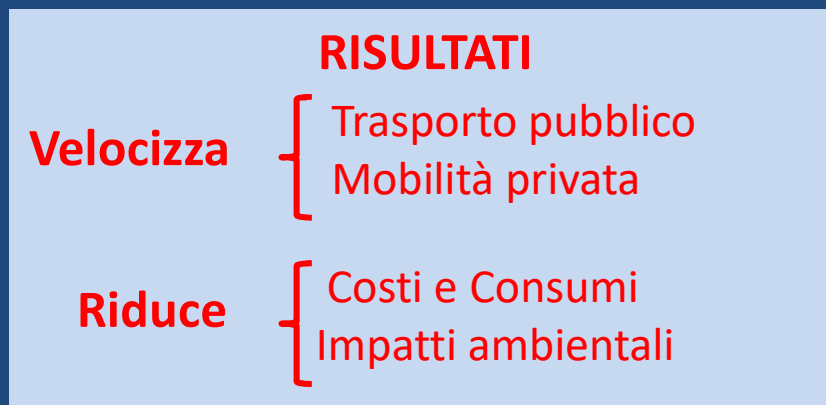 RISULTATI
Velocizza
Trasporto pubblico
Mobilità privata
Riduce
Costi e Consumi
Impatti ambientali